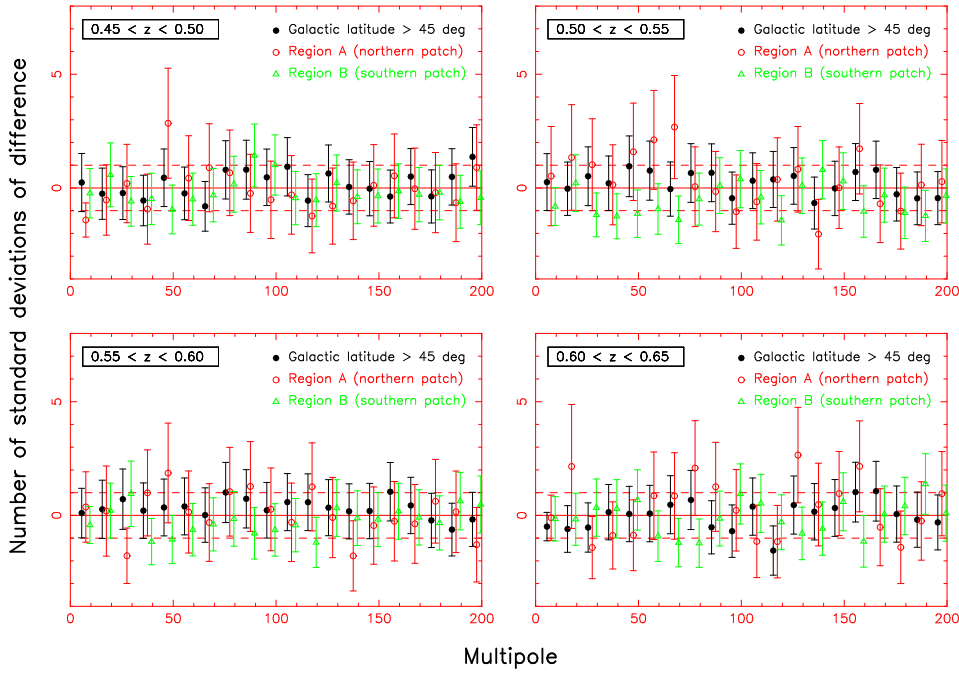 0.45 < z < 0.50
Galactic latitude > 45 deg
Region A (northern patch)
Region B (southern patch)
5
0
0 50 100 150 200
0.50 < z < 0.55
Galactic latitude > 45 deg
Region A (northern patch)
Region B (southern patch)
5
0
0 50 100 150 200
0.55 < z < 0.60
Galactic latitude > 45 deg
Region A (northern patch)
Region B (southern patch)
5
0
0 50 100 150 200
0.60 < z < 0.65
Galactic latitude > 45 deg
Region A (northern patch)
Region B (southern patch)
5
0
0 50 100 150 200
Number of standard deviations of difference
Multipole